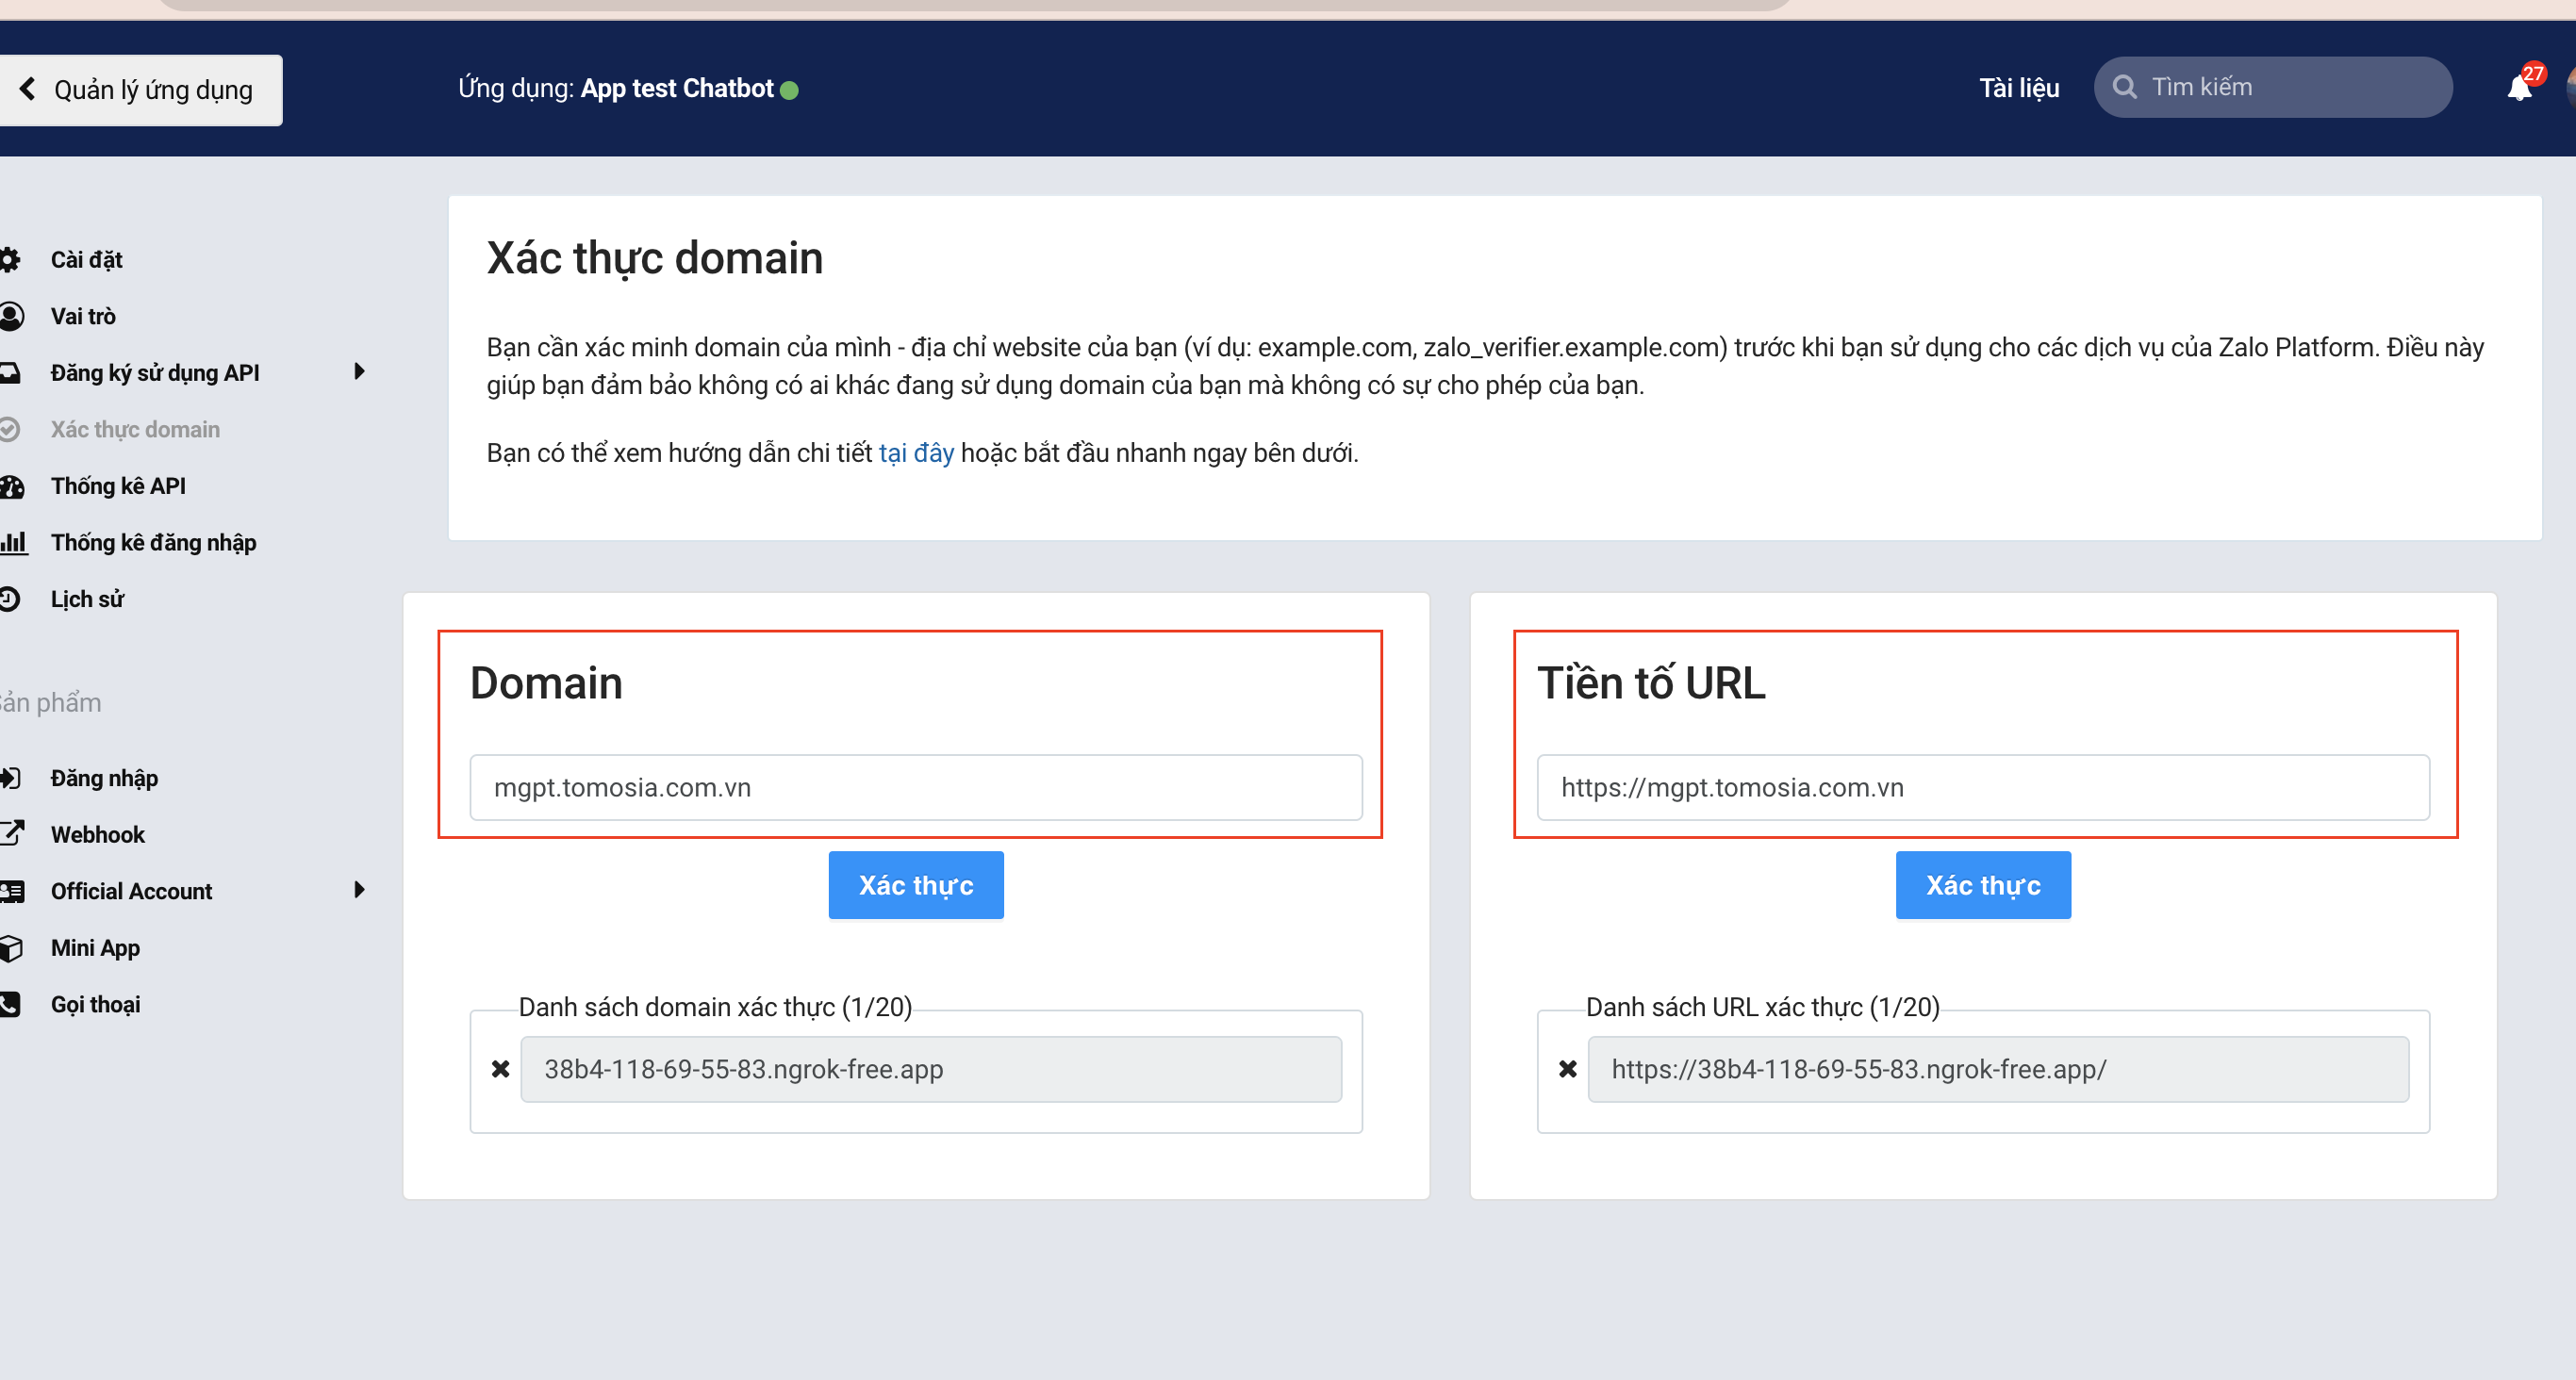 Quản lý ứng dụng
Ứng dụng: App test Chatbot
Tài liệu
Tìm kiếm
27
Cài đặt
Vai trò
Đăng ký sử dụng API
Xác thực domain
Thống kê API
Thống kê đăng nhập
Lịch sử
Sản phẩm
Đăng nhập
Webhook
Official Account
Mini App
Gọi thoại
Xác thực domain
Bạn cần xác minh domain của mình - địa chỉ website của bạn (ví dụ: example.com, zalo_verifier.example.com) trước khi bạn sử dụng cho các dịch vụ của Zalo Platform. Điều này
giúp bạn đảm bảo không có ai khác đang sử dụng domain của bạn mà không có sự cho phép của bạn.
Bạn có thể xem hướng dẫn chi tiết tại đây hoặc bắt đầu nhanh ngay bên dưới.
Domain
mgpt.tomosia.com.vn
Xác thực
Danh sách domain xác thực (1/20)
38b4-118-69-55-83.ngrok-free.app
Tiền tố URL
https://mgpt.tomosia.com.vn
Xác thực
Danh sách URL xác thực (1/20)
https://38b4-118-69-55-83.ngrok-free.app/